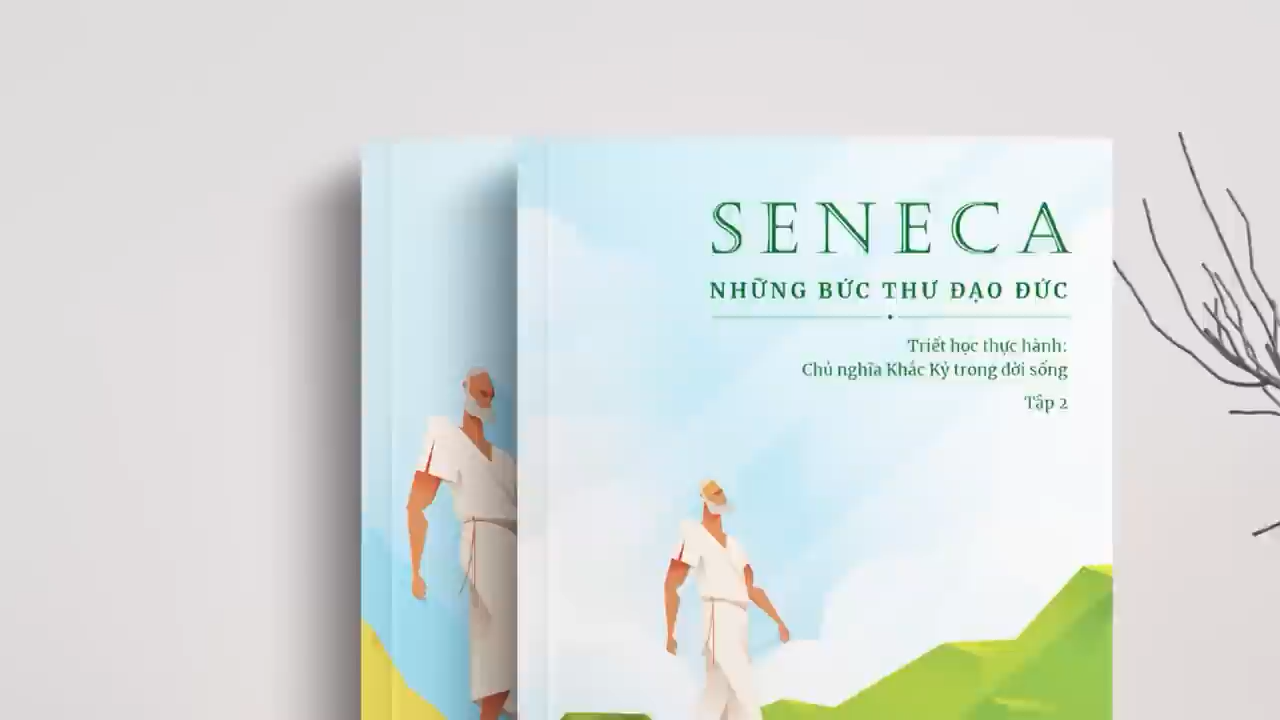 SENECA
NHỮNG BỨC THƯ ĐẠO ĐỨC
Triết học thực hành:
Chủ nghĩa Khắc Kỷ trong đời sống
Tập 2